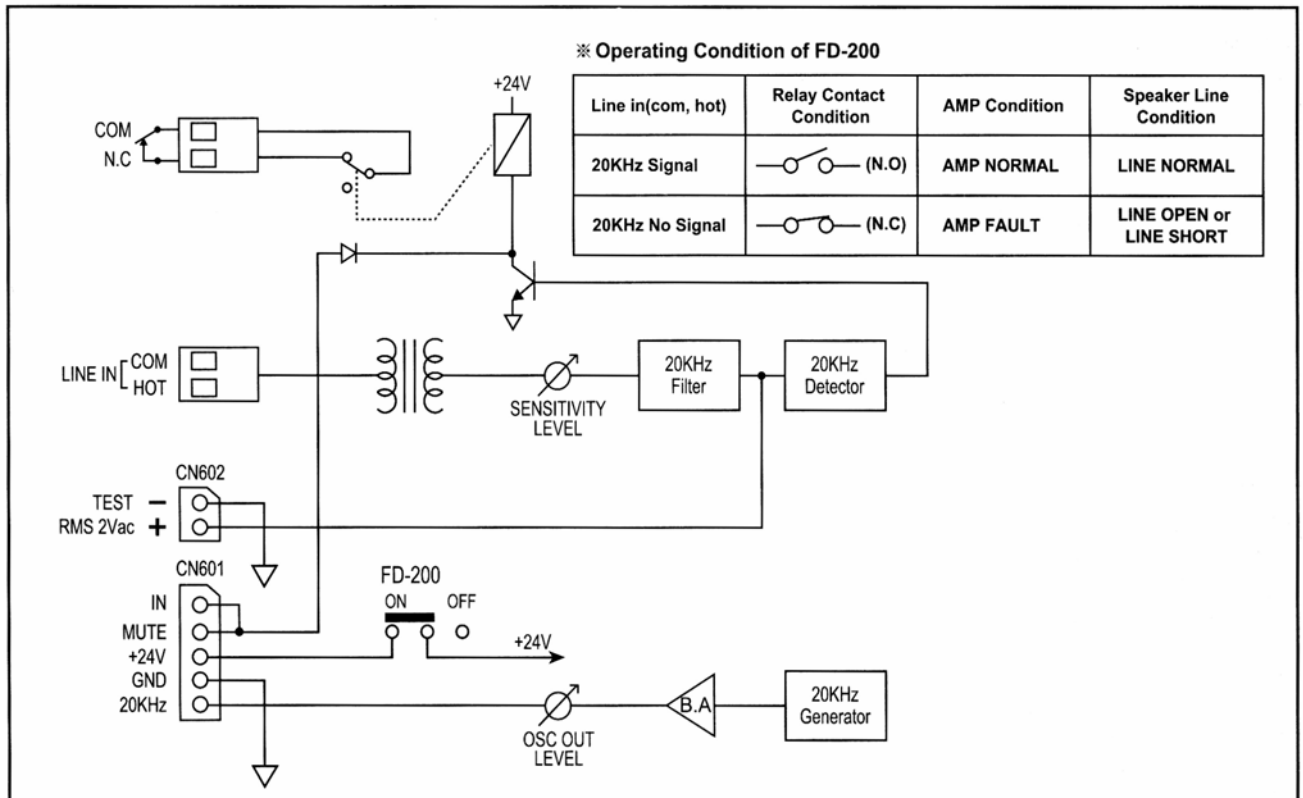 ※ Operating Condition of FD-200
Line in(com, hot)
Relay Contact
Condition
AMP Condition
Speaker Line
Condition
20KHz Signal
(N.O)
AMP NORMAL
LINE NORMAL
20KHz No Signal
(N.C)
AMP FAULT
LINE OPEN or
LINE SHORT
+24V
COM
N.C
LINE IN
COM
HOT
SENSITIVITY
LEVEL
20KHz
Filter
20KHz
Detector
CN602
TEST −
RMS 2Vac +
CN601
IN
MUTE
+24V
GND
20KHz
FD-200
ON OFF
+24V
OSC OUT
LEVEL
B.A
20KHz
Generator